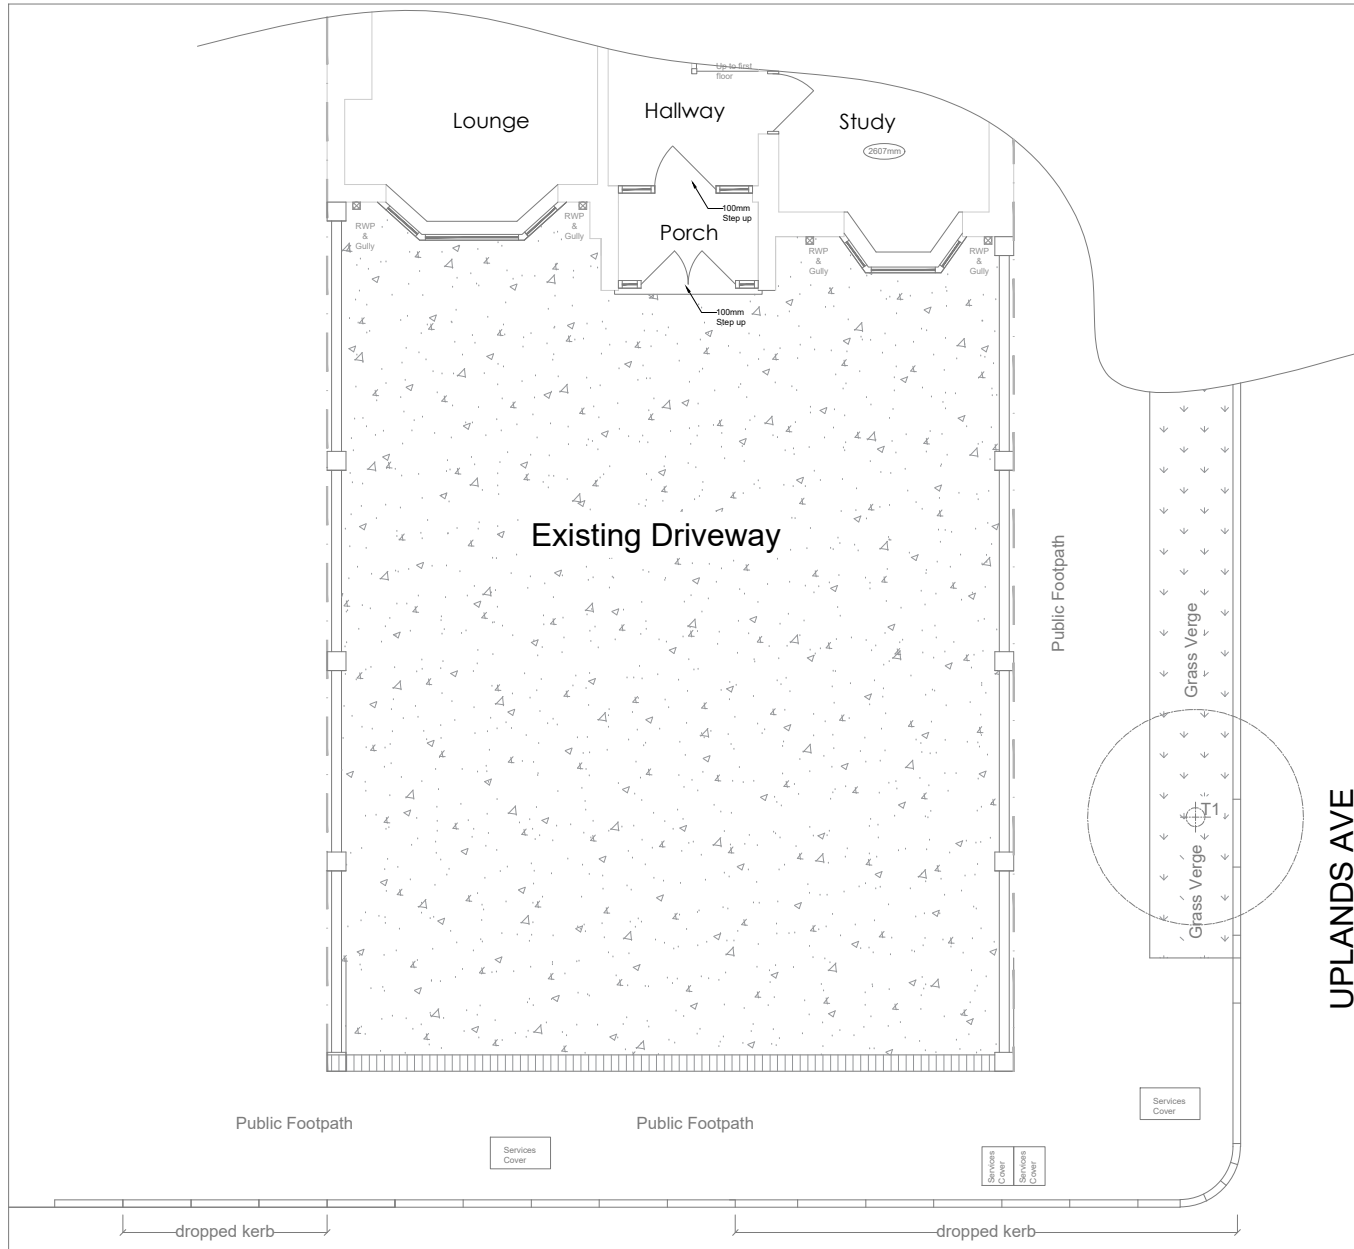 Up to first
floor
Lounge
Hallway
Study
2607mm
100mm
Step up
RWP
&
Gully
RWP
&
Gully
Porch
RWP
&
Gully
RWP
&
Gully
100mm
Step up
Existing Driveway
Public Footpath
Grass Verge
T1
Grass Verge
UPLANDS AVE
Public Footpath
Public Footpath
Services
Cover
Services
Cover
Services
Cover
Services
Cover
dropped kerb
dropped kerb